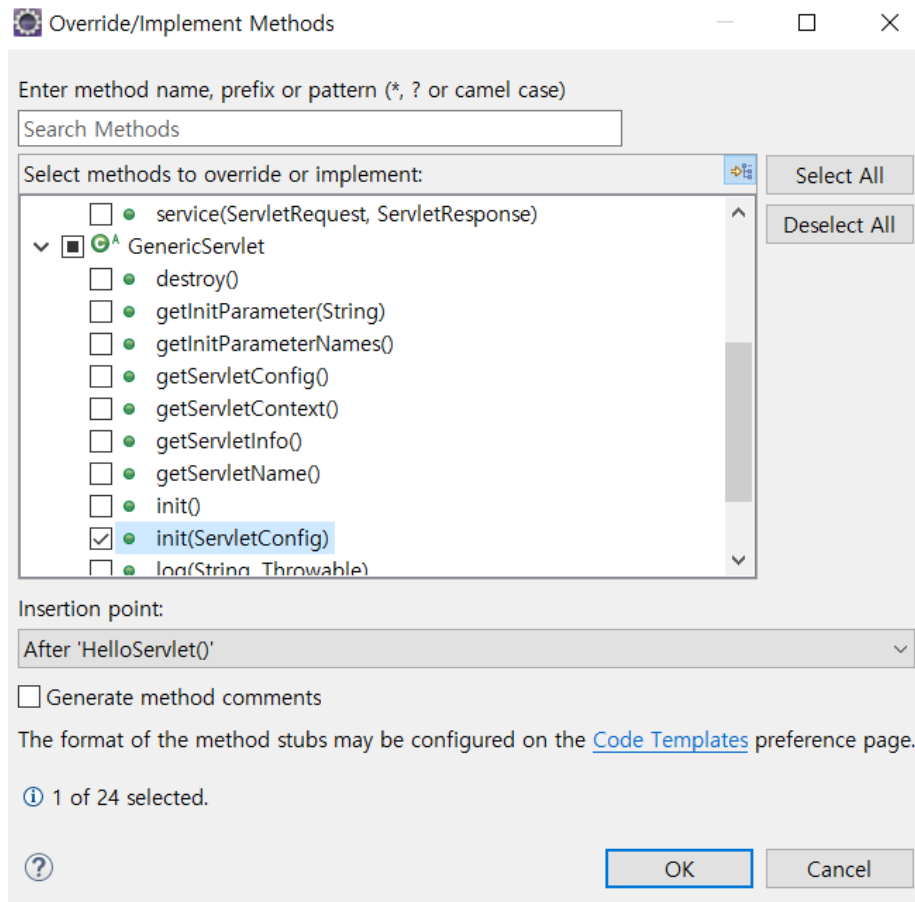 Override/Implement Methods
Enter method name, prefix or pattern (*, ? or camel case)
Search Methods
Select methods to override or implement:
Select All
Deselect All
service(ServletRequest, ServletResponse)
GenericServlet
destroy()
getInitParameter(String)
getInitParameterNames()
getServletConfig()
getServletContext()
getServletInfo()
getServletName()
init()
init(ServletConfig)
log(String, Throwable)
Insertion point:
After 'HelloServlet()'
Generate method comments
The format of the method stubs may be configured on the Code Templates preference page.
1 of 24 selected.
OK
Cancel